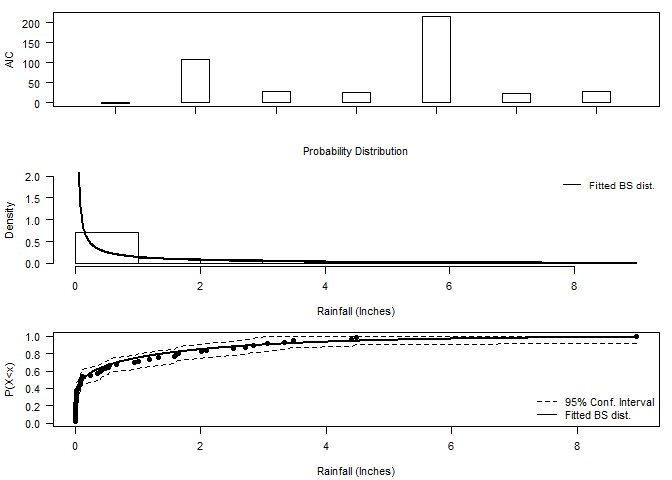 AIC
200
150
100
50
0
Probability Distribution
Density
2.0
1.5
1.0
0.5
0.0
Fitted BS dist.
0 2 4 6 8
Rainfall (Inches)
P(X<x)
1.0
0.8
0.6
0.4
0.2
0.0
95% Conf. Interval
Fitted BS dist.
0 2 4 6 8
Rainfall (Inches)